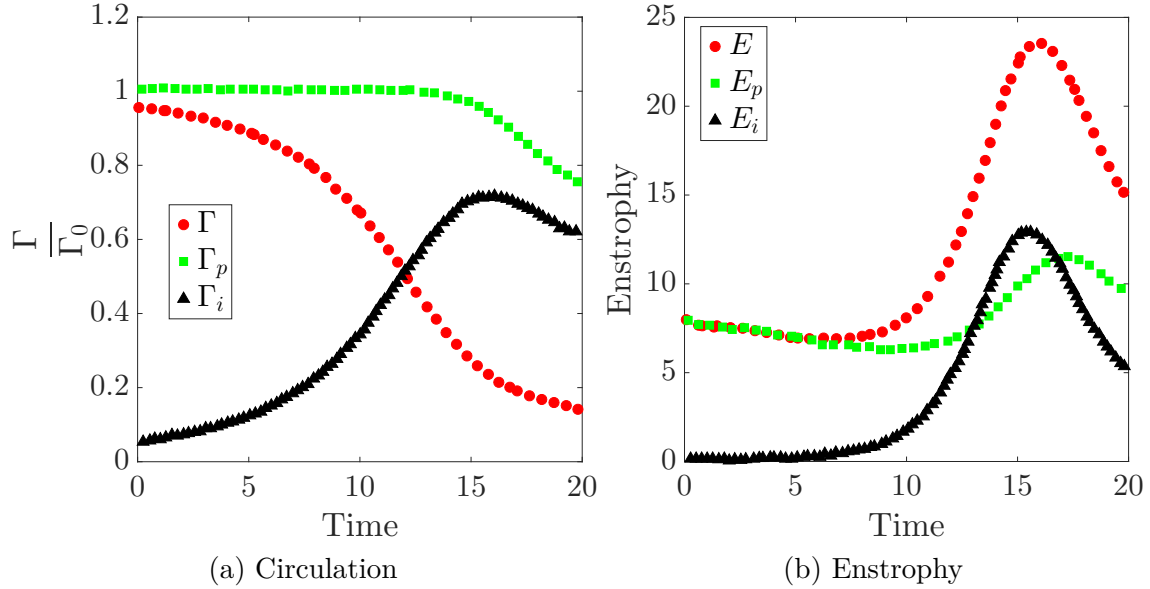 1.2
1
0.8
0.6
0.4
0.2
0
Γ/Γ₀
Γ
Γₚ
Γᵢ
0 5 10 15 20
Time
(a) Circulation
25
20
15
10
5
0
Enstrophy
E
Eₚ
Eᵢ
0 5 10 15 20
Time
(b) Enstrophy